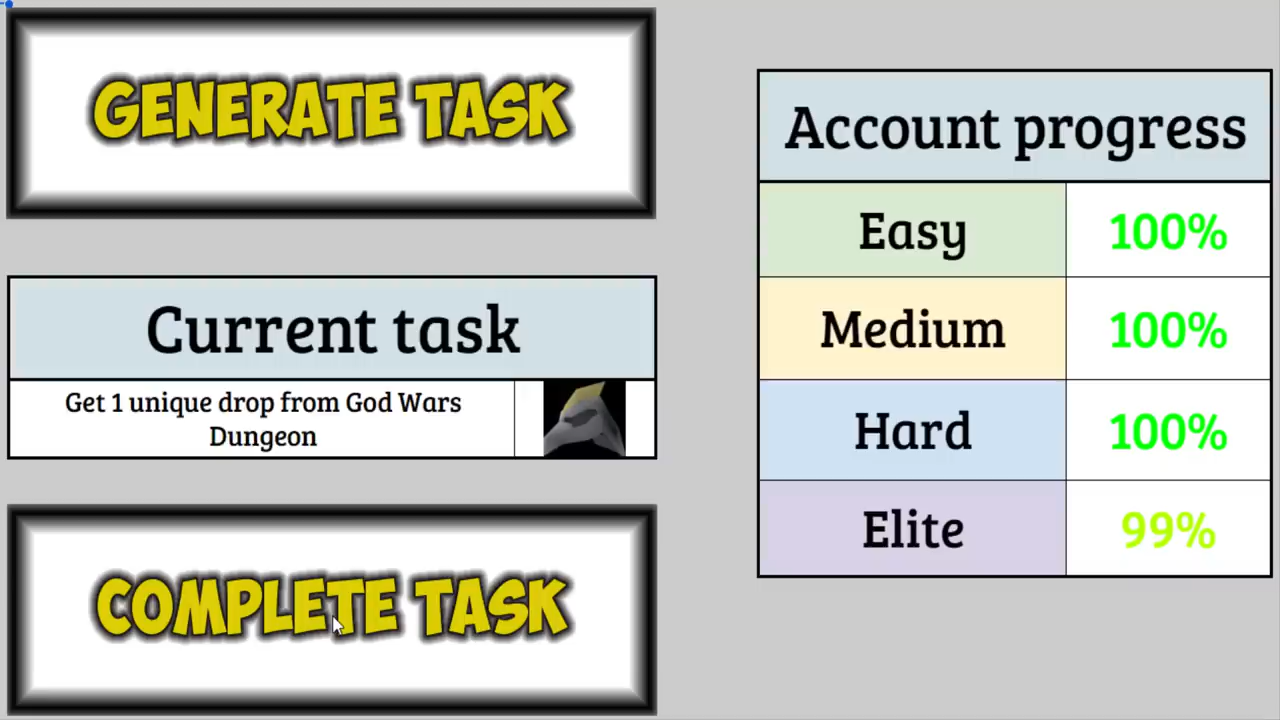 GENERATE TASK
Current task
Get 1 unique drop from God Wars
Dungeon
COMPLETE TASK
Account progress
Easy 100%
Medium 100%
Hard 100%
Elite 99%